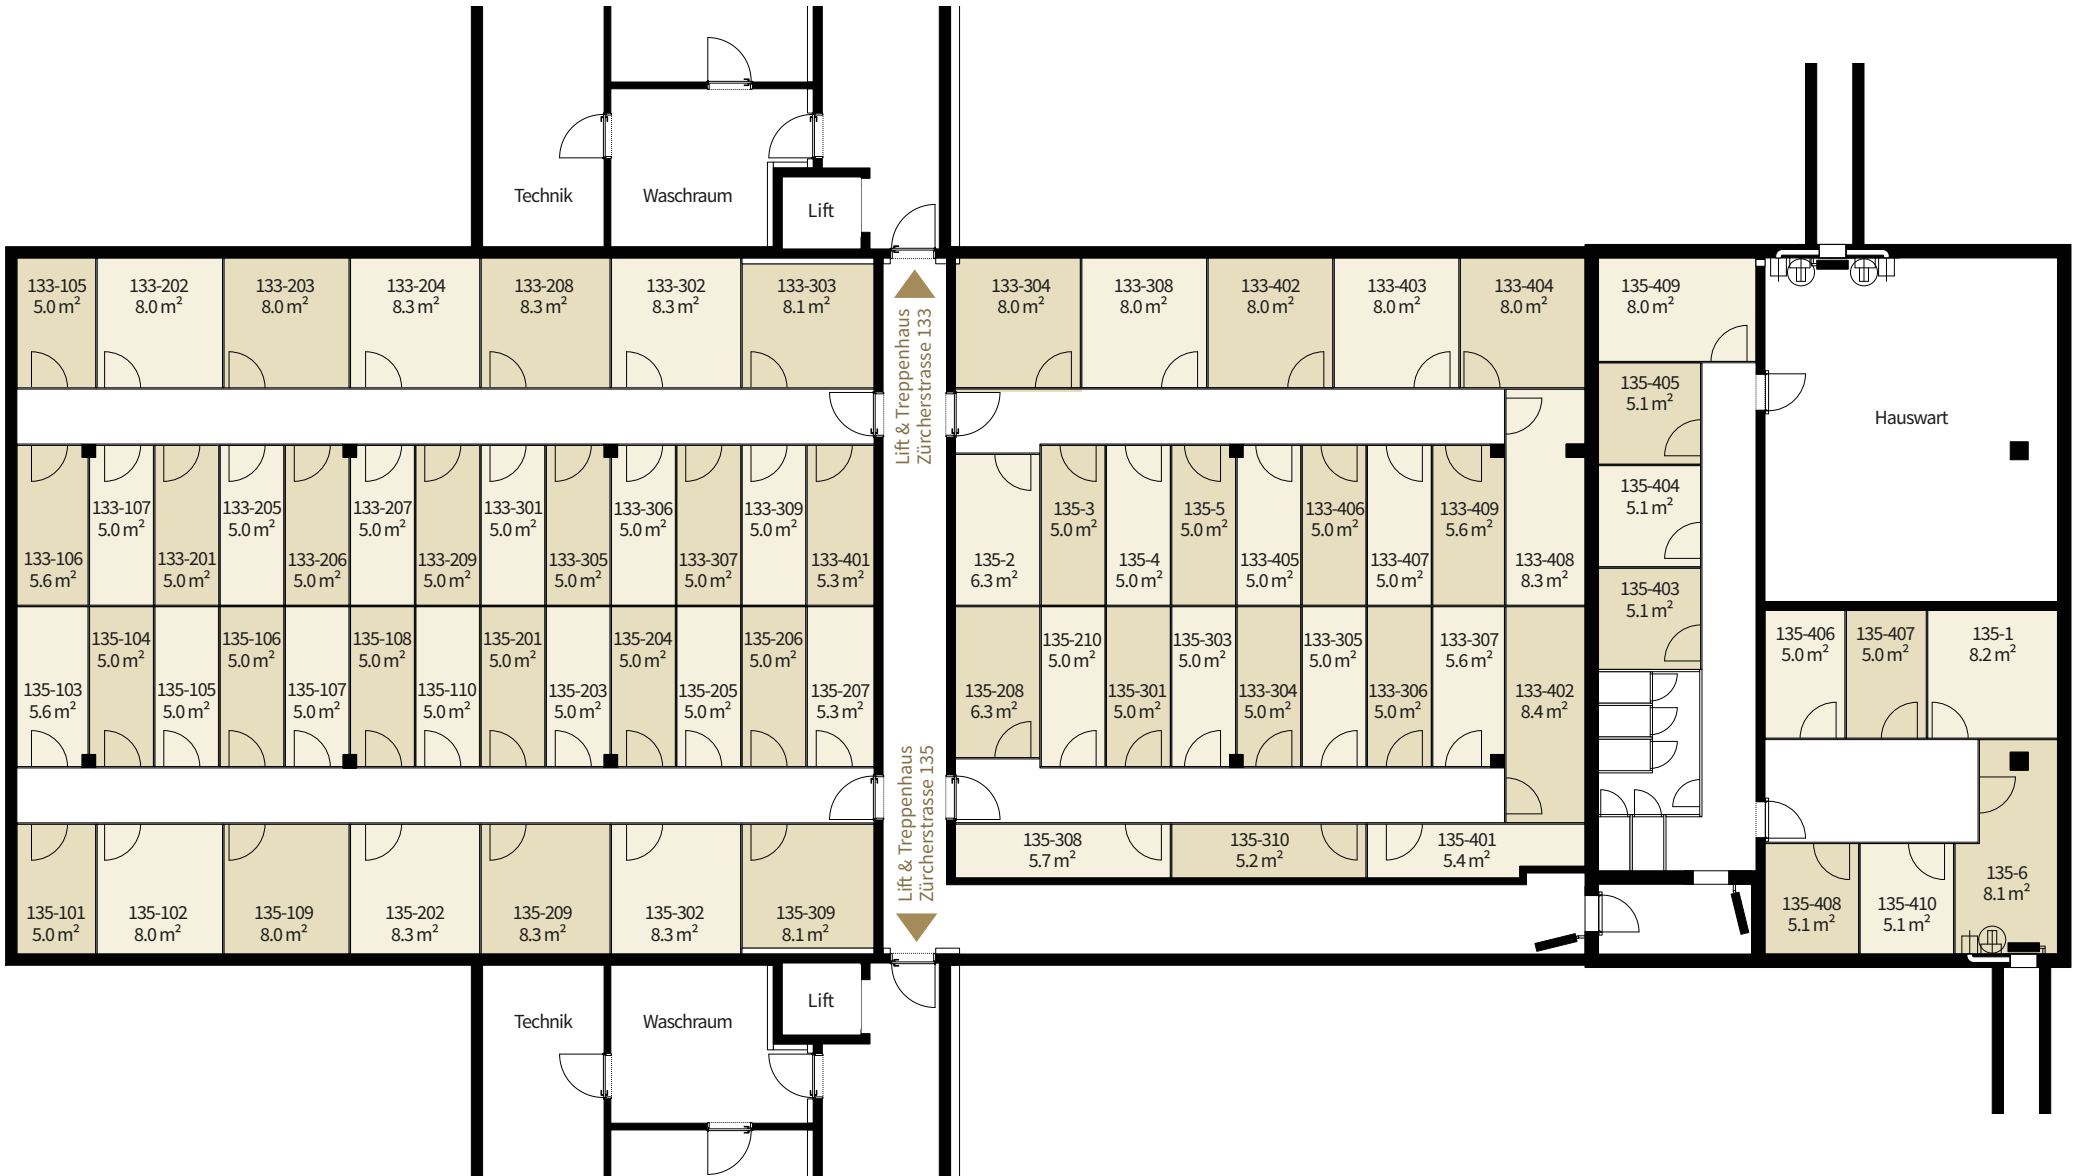 Technik
Waschraum
Lift
133-105
5.0 m²
133-202
8.0 m²
133-203
8.0 m²
133-204
8.3 m²
133-208
8.3 m²
133-302
8.3 m²
133-303
8.1 m²
Lift & Treppenhaus
Zürcherstrasse 133
133-304
8.0 m²
133-308
8.0 m²
133-402
8.0 m²
133-403
8.0 m²
133-404
8.0 m²
135-409
8.0 m²
135-405
5.1 m²
135-404
5.1 m²
135-403
5.1 m²
Hauswart
133-106
5.6 m²
133-107
5.0 m²
133-201
5.0 m²
133-205
5.0 m²
133-206
5.0 m²
133-207
5.0 m²
133-209
5.0 m²
133-301
5.0 m²
133-305
5.0 m²
133-306
5.0 m²
133-307
5.0 m²
133-309
5.0 m²
133-401
5.3 m²
135-2
6.3 m²
135-3
5.0 m²
135-4
5.0 m²
135-5
5.0 m²
133-405
5.0 m²
133-406
5.0 m²
133-407
5.0 m²
133-409
5.6 m²
133-408
8.3 m²
135-103
5.6 m²
135-104
5.0 m²
135-105
5.0 m²
135-106
5.0 m²
135-107
5.0 m²
135-108
5.0 m²
135-110
5.0 m²
135-201
5.0 m²
135-203
5.0 m²
135-204
5.0 m²
135-205
5.0 m²
135-206
5.0 m²
135-207
5.3 m²
135-208
6.3 m²
135-210
5.0 m²
135-301
5.0 m²
135-303
5.0 m²
133-304
5.0 m²
133-305
5.0 m²
133-306
5.0 m²
133-307
5.6 m²
133-402
8.4 m²
135-406
5.0 m²
135-407
5.0 m²
135-1
8.2 m²
Lift & Treppenhaus
Zürcherstrasse 135
135-308
5.7 m²
135-310
5.2 m²
135-401
5.4 m²
135-6
8.1 m²
135-408
5.1 m²
135-410
5.1 m²
135-101
5.0 m²
135-102
8.0 m²
135-109
8.0 m²
135-202
8.3 m²
135-209
8.3 m²
135-302
8.3 m²
135-309
8.1 m²
Lift
Technik
Waschraum